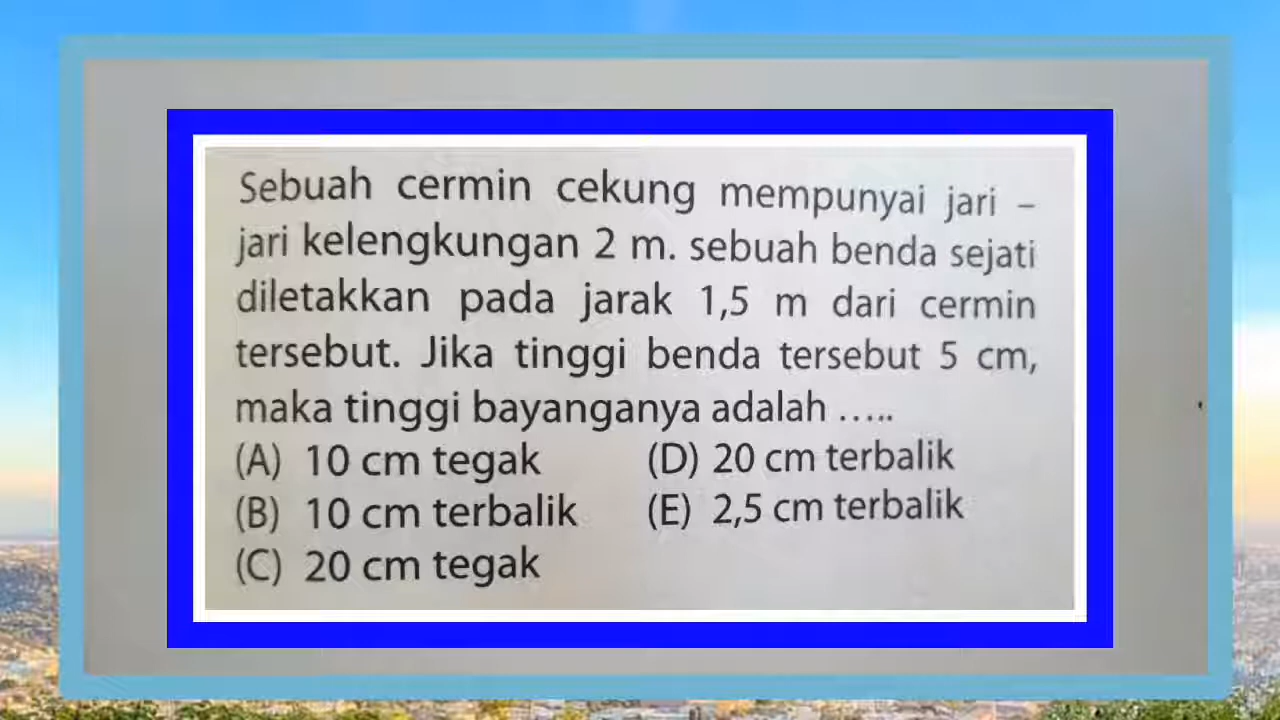 Sebuah cermin cekung mempunyai jari –
jari kelengkungan 2 m. sebuah benda sejati
diletakkan pada jarak 1,5 m dari cermin
tersebut. Jika tinggi benda tersebut 5 cm,
maka tinggi bayanganya adalah .....
(A) 10 cm tegak (D) 20 cm terbalik
(B) 10 cm terbalik (E) 2,5 cm terbalik
(C) 20 cm tegak